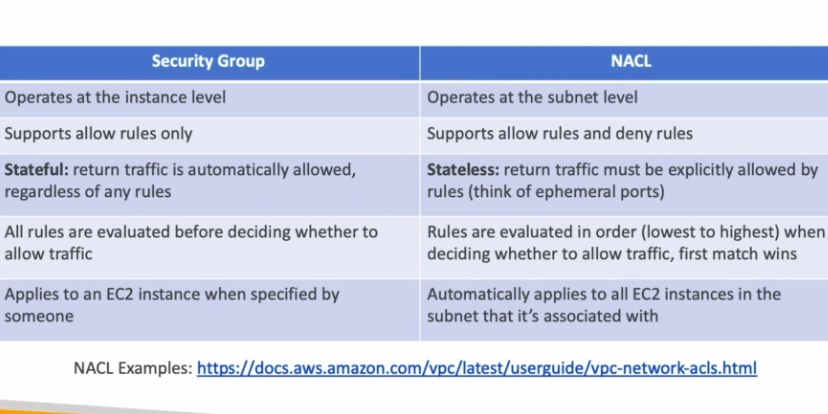 Security Group
NACL
Operates at the instance level
Operates at the subnet level
Supports allow rules only
Supports allow rules and deny rules
Stateful: return traffic is automatically allowed,
regardless of any rules
Stateless: return traffic must be explicitly allowed by
rules (think of ephemeral ports)
All rules are evaluated before deciding whether to
allow traffic
Rules are evaluated in order (lowest to highest) when
deciding whether to allow traffic, first match wins
Applies to an EC2 instance when specified by
someone
Automatically applies to all EC2 instances in the
subnet that it’s associated with
NACL Examples: https://docs.aws.amazon.com/vpc/latest/userguide/vpc-network-acls.html